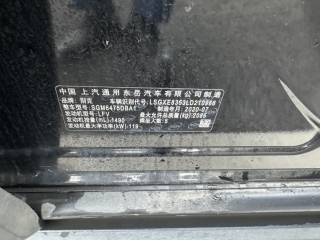 中国 上汽通用东岳汽车有限公司制造
品牌：别克 车辆识别代号：
整车型号：SGM6475DBA1 制造年月：2020-07
发动机型号：LFV 最大允许总质量(kg)：2085
发动机排量(mL)：1490 乘坐人数：5
发动机最大净功率(kW)：119